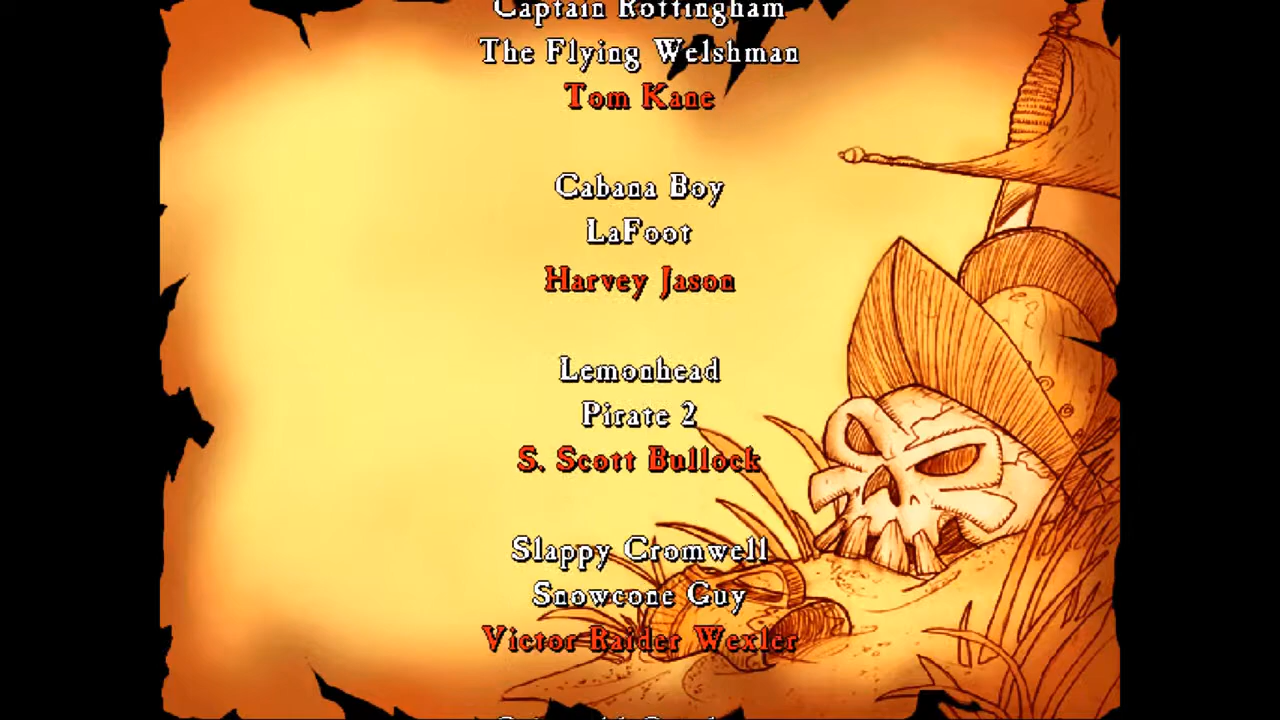 Captain Rottingham
The Flying Welshman
Tom Kane
Cabana Boy
LaFoot
Harvey Jason
Lemonhead
Pirate 2
S. Scott Bullock
Slappy Cromwell
Snowcone Guy
Victor Raider Wexler